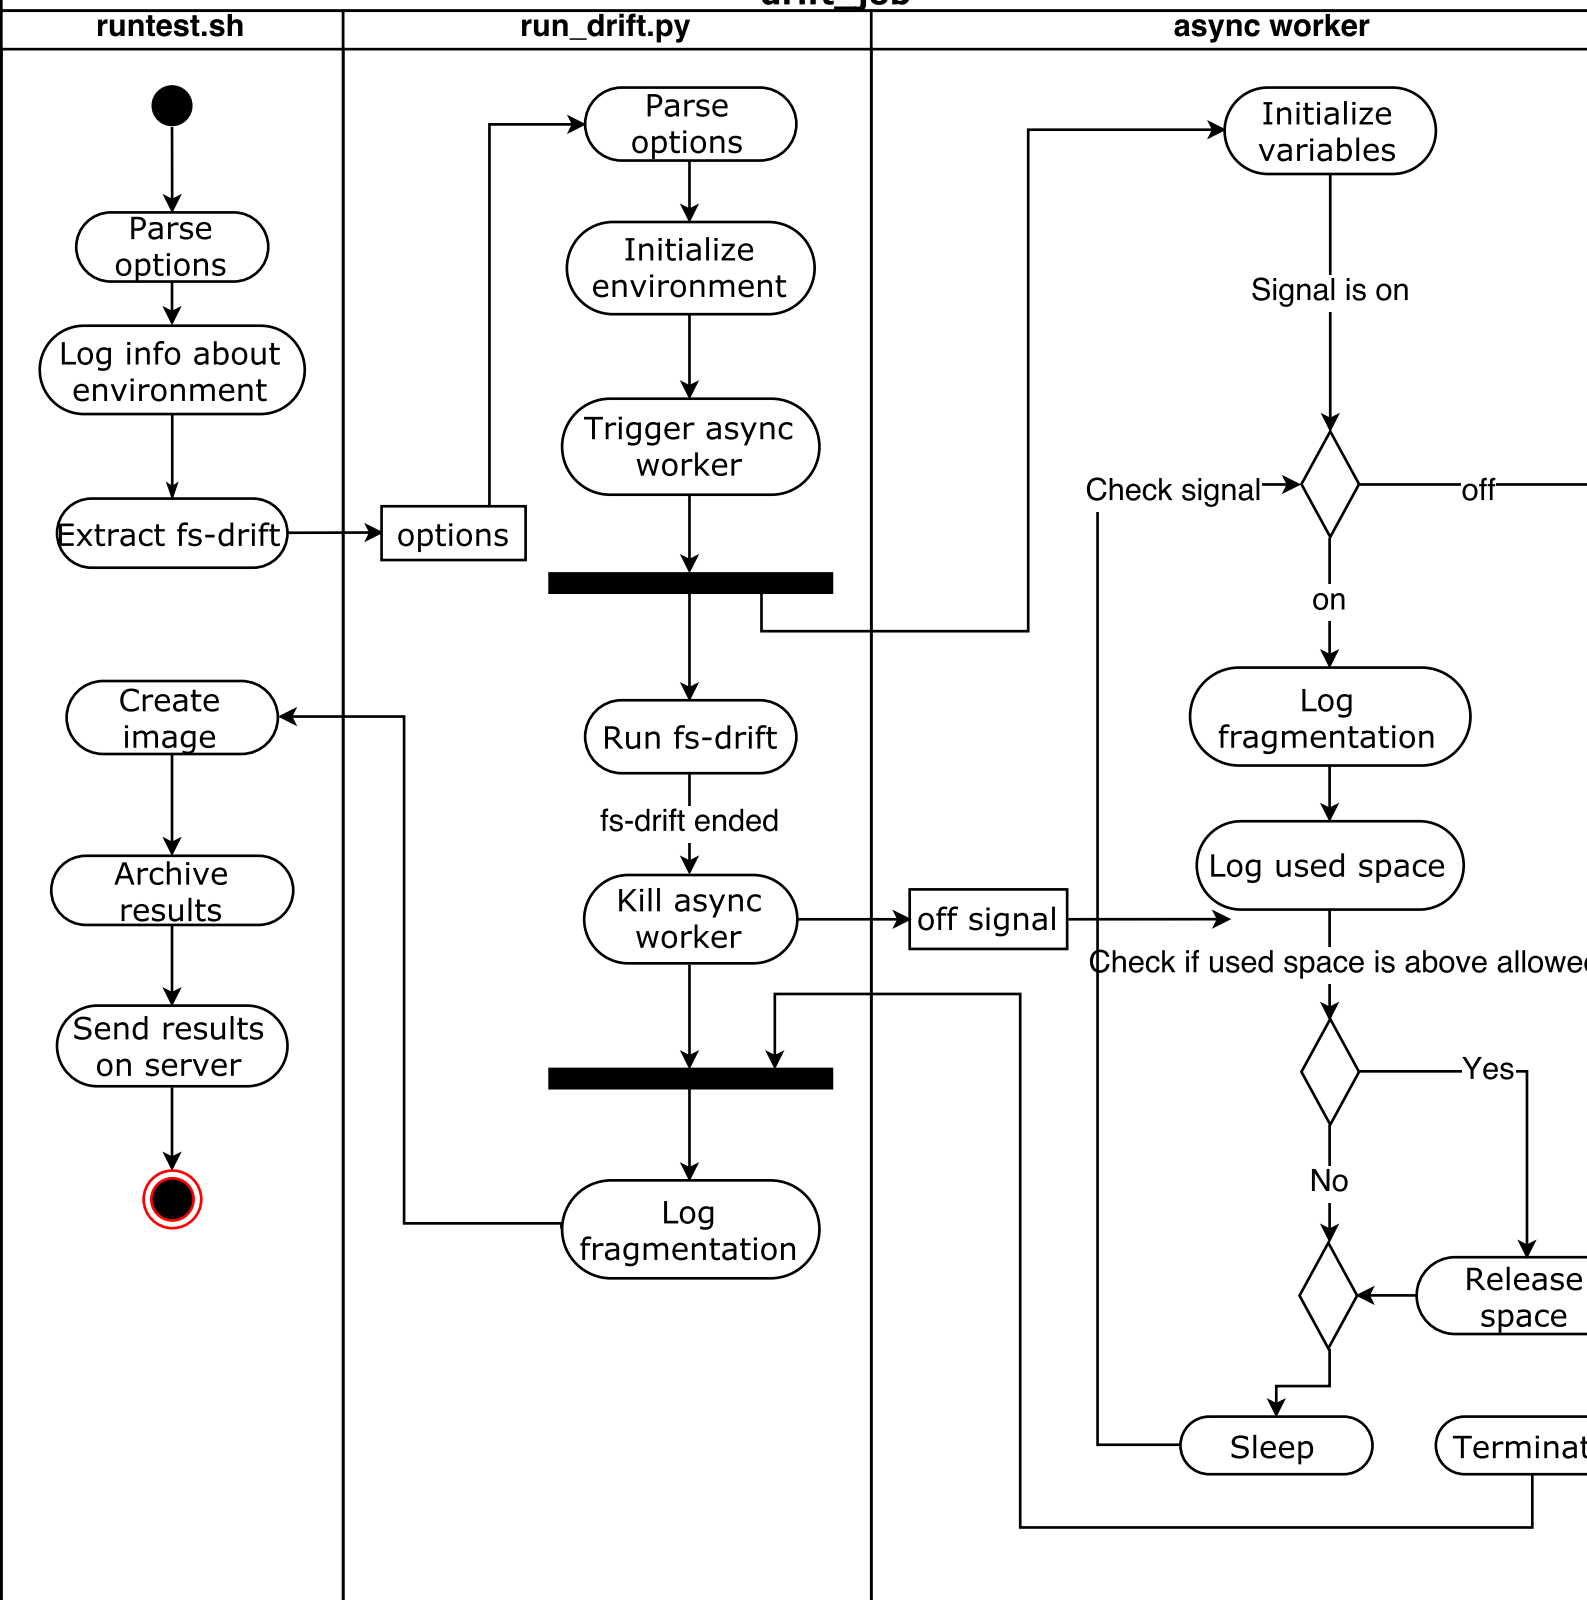 drift_job
runtest.sh
run_drift.py
async worker
Parse
options
Log info about
environment
Extract fs-drift
options
Create
image
Archive
results
Send results
on server
Parse
options
Initialize
environment
Trigger async
worker
Run fs-drift
fs-drift ended
Kill async
worker
off signal
Log
fragmentation
Initialize
variables
Signal is on
Check signal
off
on
Log
fragmentation
Log used space
Check if used space is above allowed
Yes
No
Release
space
Sleep
Terminat